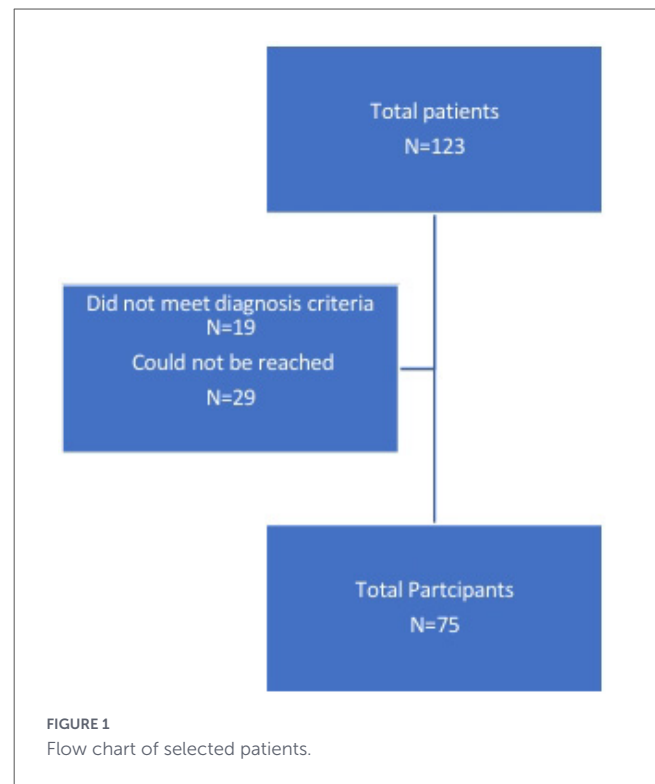 Total patients
N=123
Did not meet diagnosis criteria
N=19
Could not be reached
N=29
Total Partcipants
N=75
FIGURE 1
Flow chart of selected patients.